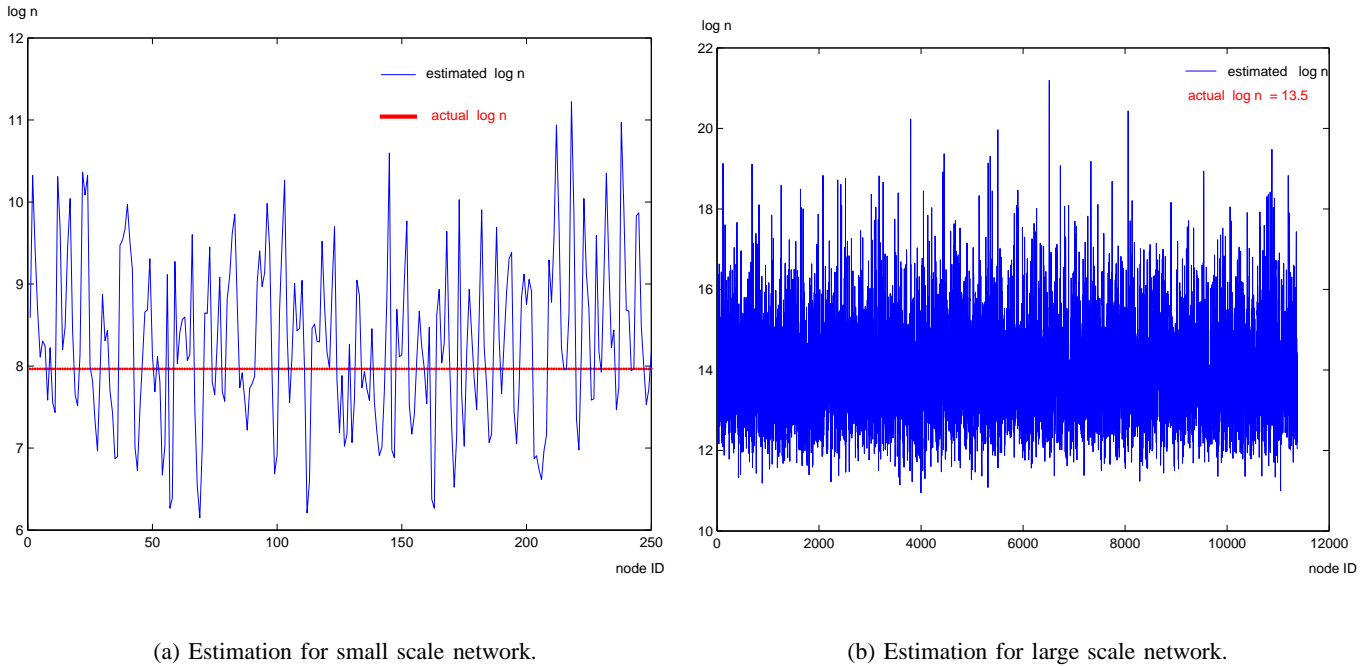 log n
12
11
10
9
8
7
6
0
50
100
150
200
250
node ID
estimated log n
actual log n
(a) Estimation for small scale network.
log n
22
20
18
16
14
12
10
0
2000
4000
6000
8000
10000
12000
node ID
estimated log n
actual log n = 13.5
(b) Estimation for large scale network.